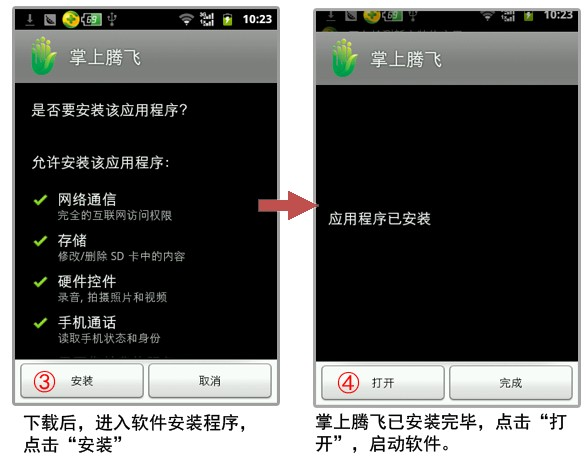 69
10:23
掌上腾飞
是否要安装该应用程序?
允许安装该应用程序:
网络通信
完全的互联网访问权限
存储
修改/删除 SD 卡中的内容
硬件控件
录音, 拍摄照片和视频
手机通话
读取手机状态和身份
③ 安装
取消
下载后，进入软件安装程序，
点击“安装”
10:23
掌上腾飞
应用程序已安装
④ 打开
完成
掌上腾飞已安装完毕，点击“打
开”，启动软件。